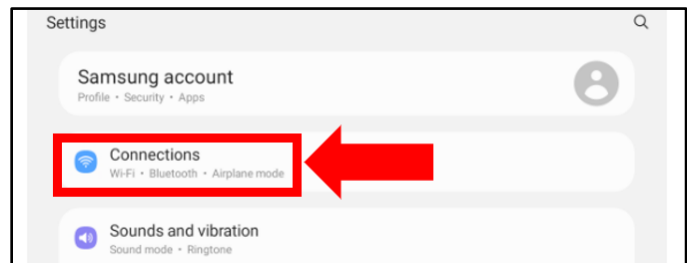 Settings
Samsung account
Profile • Security • Apps
Connections
Wi-Fi • Bluetooth • Airplane mode
Sounds and vibration
Sound mode • Ringtone